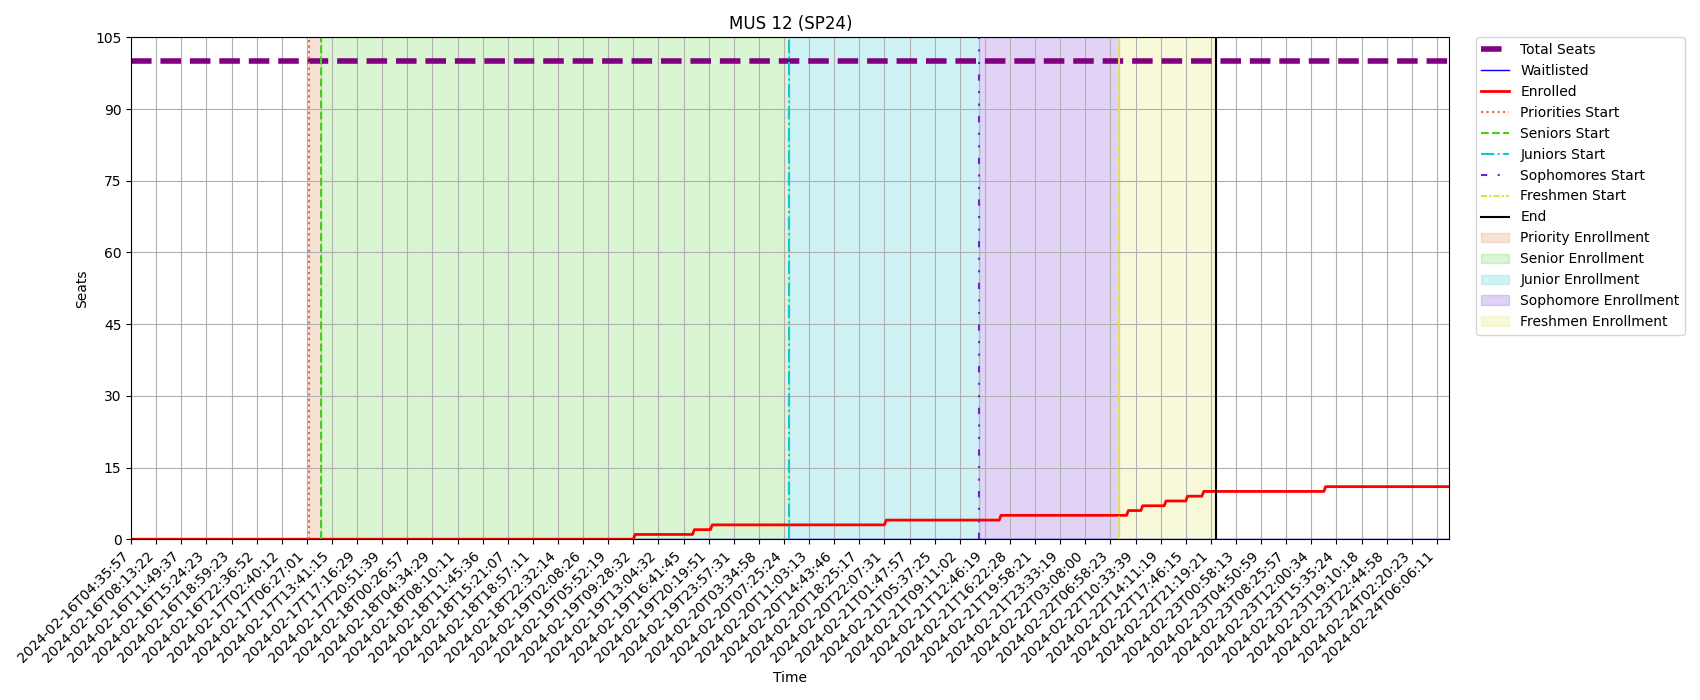 MUS 12 (SP24)
105
90
75
60
45
30
15
0
Seats
2024-02-16T04:35:57
2024-02-16T08:13:22
2024-02-16T11:49:37
2024-02-16T15:24:23
2024-02-16T18:59:23
2024-02-16T22:36:52
2024-02-17T02:40:12
2024-02-17T06:27:01
2024-02-17T13:41:15
2024-02-17T17:16:29
2024-02-17T20:51:39
2024-02-18T00:26:57
2024-02-18T04:34:29
2024-02-18T08:10:11
2024-02-18T11:45:36
2024-02-18T15:21:07
2024-02-18T18:57:11
2024-02-18T22:32:14
2024-02-19T02:08:26
2024-02-19T05:52:19
2024-02-19T09:28:32
2024-02-19T13:04:32
2024-02-19T16:41:45
2024-02-19T20:19:51
2024-02-19T23:57:31
2024-02-20T03:34:58
2024-02-20T07:25:24
2024-02-20T11:03:13
2024-02-20T14:43:46
2024-02-20T18:25:17
2024-02-20T22:07:31
2024-02-21T01:47:57
2024-02-21T05:37:25
2024-02-21T09:11:02
2024-02-21T12:46:19
2024-02-21T16:22:28
2024-02-21T19:58:21
2024-02-21T23:33:19
2024-02-22T03:08:00
2024-02-22T06:58:23
2024-02-22T10:33:39
2024-02-22T14:11:19
2024-02-22T17:46:15
2024-02-22T21:19:21
2024-02-23T00:58:13
2024-02-23T04:50:59
2024-02-23T08:25:57
2024-02-23T12:00:34
2024-02-23T15:35:24
2024-02-23T19:10:18
2024-02-23T22:44:58
2024-02-24T02:20:23
2024-02-24T06:06:11
Time
Total Seats
Waitlisted
Enrolled
Priorities Start
Seniors Start
Juniors Start
Sophomores Start
Freshmen Start
End
Priority Enrollment
Senior Enrollment
Junior Enrollment
Sophomore Enrollment
Freshmen Enrollment